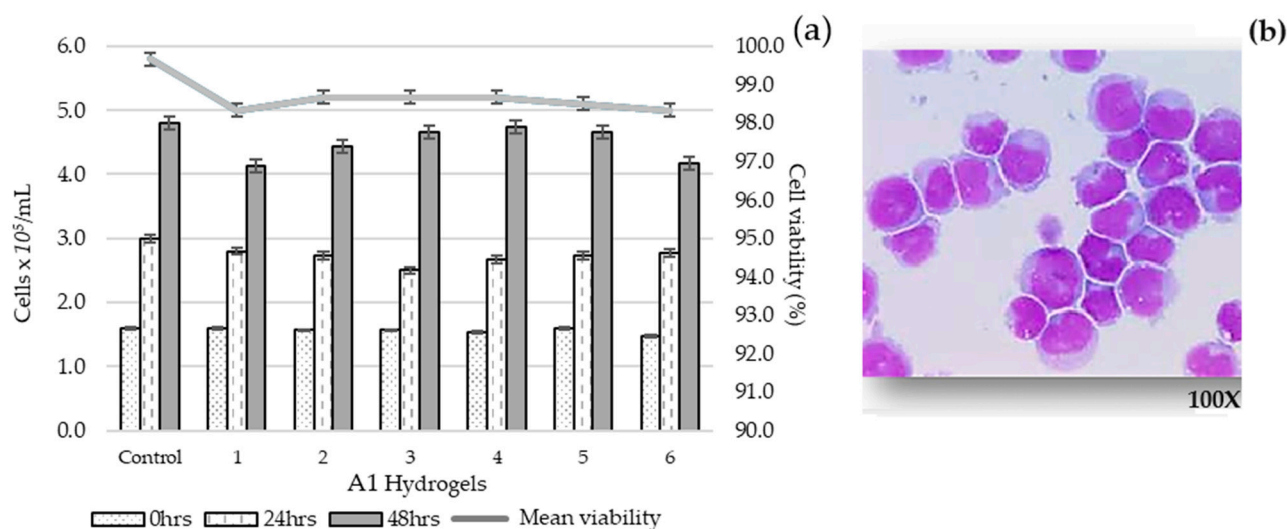 (a)
(b)
6.0
5.0
4.0
3.0
2.0
1.0
0.0
Cells x 10⁵/mL
100.0
99.0
98.0
97.0
96.0
95.0
94.0
93.0
92.0
91.0
90.0
Cell viability (%)
Control 1 2 3 4 5 6
A1 Hydrogels
0hrs 24hrs 48hrs Mean viability
100X